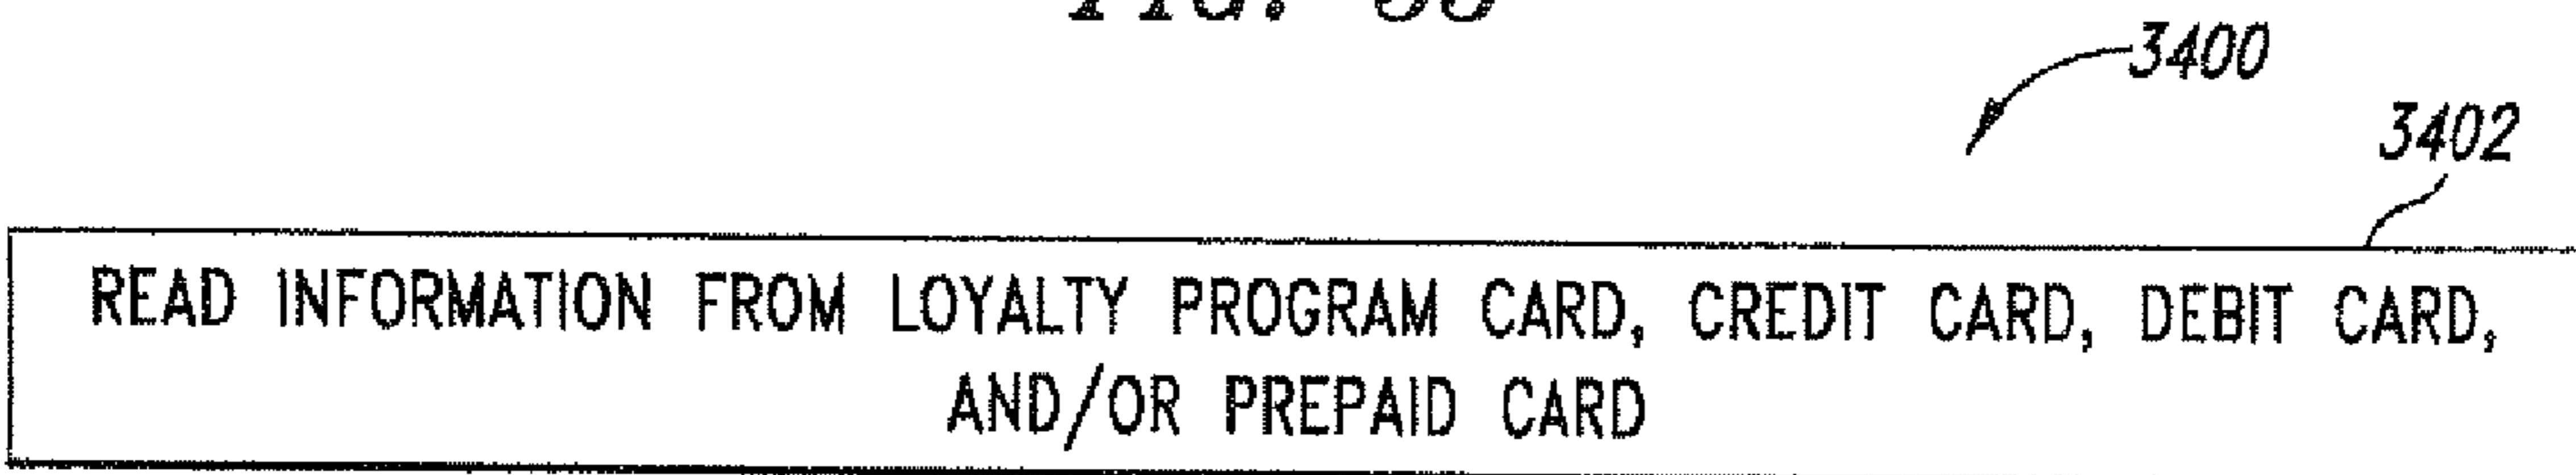 3400
3402
READ INFORMATION FROM LOYALTY PROGRAM CARD, CREDIT CARD, DEBIT CARD,
AND/OR PREPAID CARD